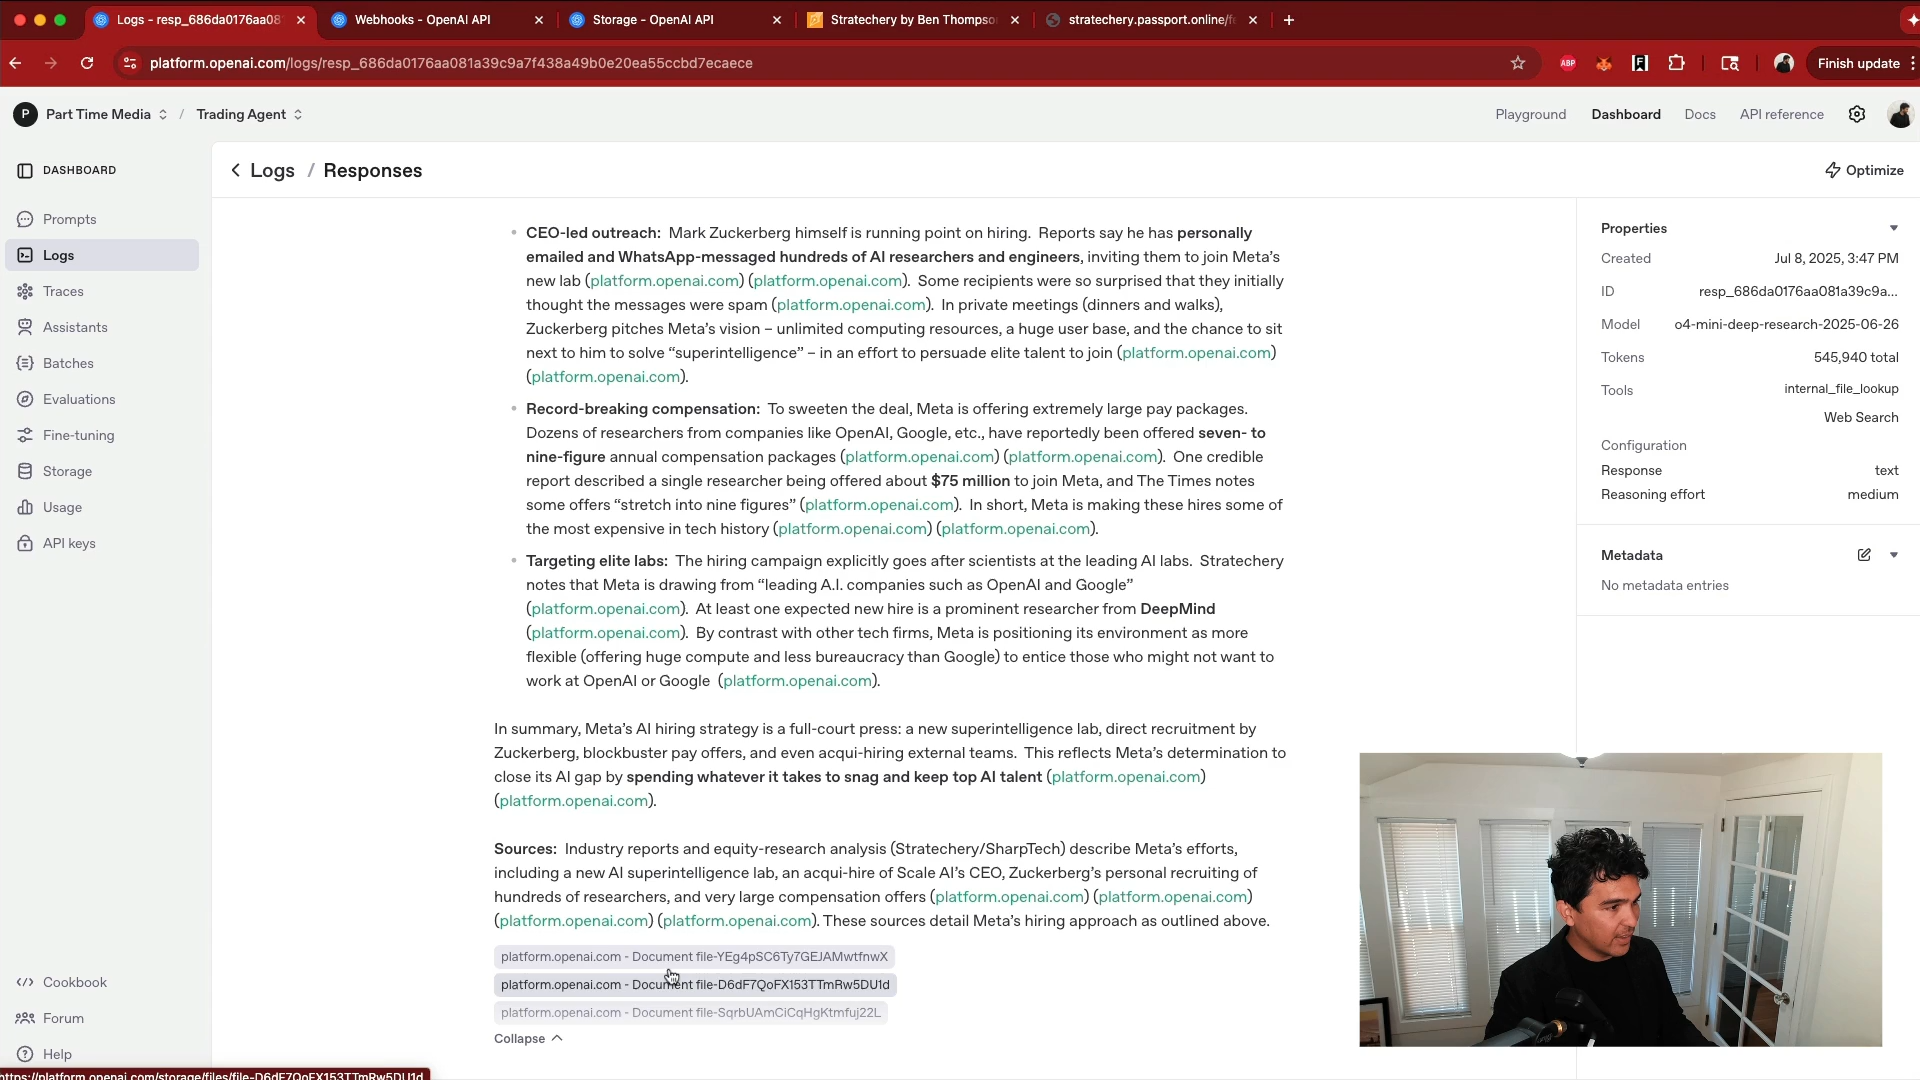 Logs - resp_686da0176aa08
Webhooks - OpenAI API
Storage - OpenAI API
Stratechery by Ben Thompso
stratechery.passport.online/f
platform.openai.com/logs/resp_686da0176aa081a39c9a7f438a49b0e20ea55ccbd7ecaece
ABP
Finish update
P Part Time Media / Trading Agent
Playground Dashboard Docs API reference
DASHBOARD
Prompts
Logs
Traces
Assistants
Batches
Evaluations
Fine-tuning
Storage
Usage
API keys
Cookbook
Forum
Help
Logs / Responses
Optimize
CEO-led outreach: Mark Zuckerberg himself is running point on hiring. Reports say he has personally
emailed and WhatsApp-messaged hundreds of AI researchers and engineers, inviting them to join Meta's
new lab (platform.openai.com) (platform.openai.com). Some recipients were so surprised that they initially
thought the messages were spam (platform.openai.com). In private meetings (dinners and walks),
Zuckerberg pitches Meta's vision – unlimited computing resources, a huge user base, and the chance to sit
next to him to solve “superintelligence” – in an effort to persuade elite talent to join (platform.openai.com)
(platform.openai.com).
Record-breaking compensation: To sweeten the deal, Meta is offering extremely large pay packages.
Dozens of researchers from companies like OpenAI, Google, etc., have reportedly been offered seven- to
nine-figure annual compensation packages (platform.openai.com) (platform.openai.com). One credible
report described a single researcher being offered about $75 million to join Meta, and The Times notes
some offers “stretch into nine figures” (platform.openai.com). In short, Meta is making these hires some of
the most expensive in tech history (platform.openai.com) (platform.openai.com).
Targeting elite labs: The hiring campaign explicitly goes after scientists at the leading AI labs. Stratechery
notes that Meta is drawing from “leading A.I. companies such as OpenAI and Google”
(platform.openai.com). At least one expected new hire is a prominent researcher from DeepMind
(platform.openai.com). By contrast with other tech firms, Meta is positioning its environment as more
flexible (offering huge compute and less bureaucracy than Google) to entice those who might not want to
work at OpenAI or Google (platform.openai.com).
In summary, Meta's AI hiring strategy is a full-court press: a new superintelligence lab, direct recruitment by
Zuckerberg, blockbuster pay offers, and even acqui-hiring external teams. This reflects Meta's determination to
close its AI gap by spending whatever it takes to snag and keep top AI talent (platform.openai.com)
(platform.openai.com).
Sources: Industry reports and equity-research analysis (Stratechery/SharpTech) describe Meta's efforts,
including a new AI superintelligence lab, an acqui-hire of Scale AI's CEO, Zuckerberg's personal recruiting of
hundreds of researchers, and very large compensation offers (platform.openai.com) (platform.openai.com)
(platform.openai.com) (platform.openai.com). These sources detail Meta's hiring approach as outlined above.
platform.openai.com - Document file-YEg4pSC6Ty7GEJAMwtfnwX
platform.openai.com - Document file-D6dF7QoFX153TTmRw5DU1d
platform.openai.com - Document file-SqrbUAmCiCqHgKtmfuj22L
Collapse
Properties
Created Jul 8, 2025, 3:47 PM
ID resp_686da0176aa081a39c9a...
Model o4-mini-deep-research-2025-06-26
Tokens 545,940 total
Tools internal_file_lookup
Web Search
Configuration
Response text
Reasoning effort medium
Metadata
No metadata entries
https://platform.openai.com/storage/files/file-D6dF7QoFX153TTmRw5DU1d